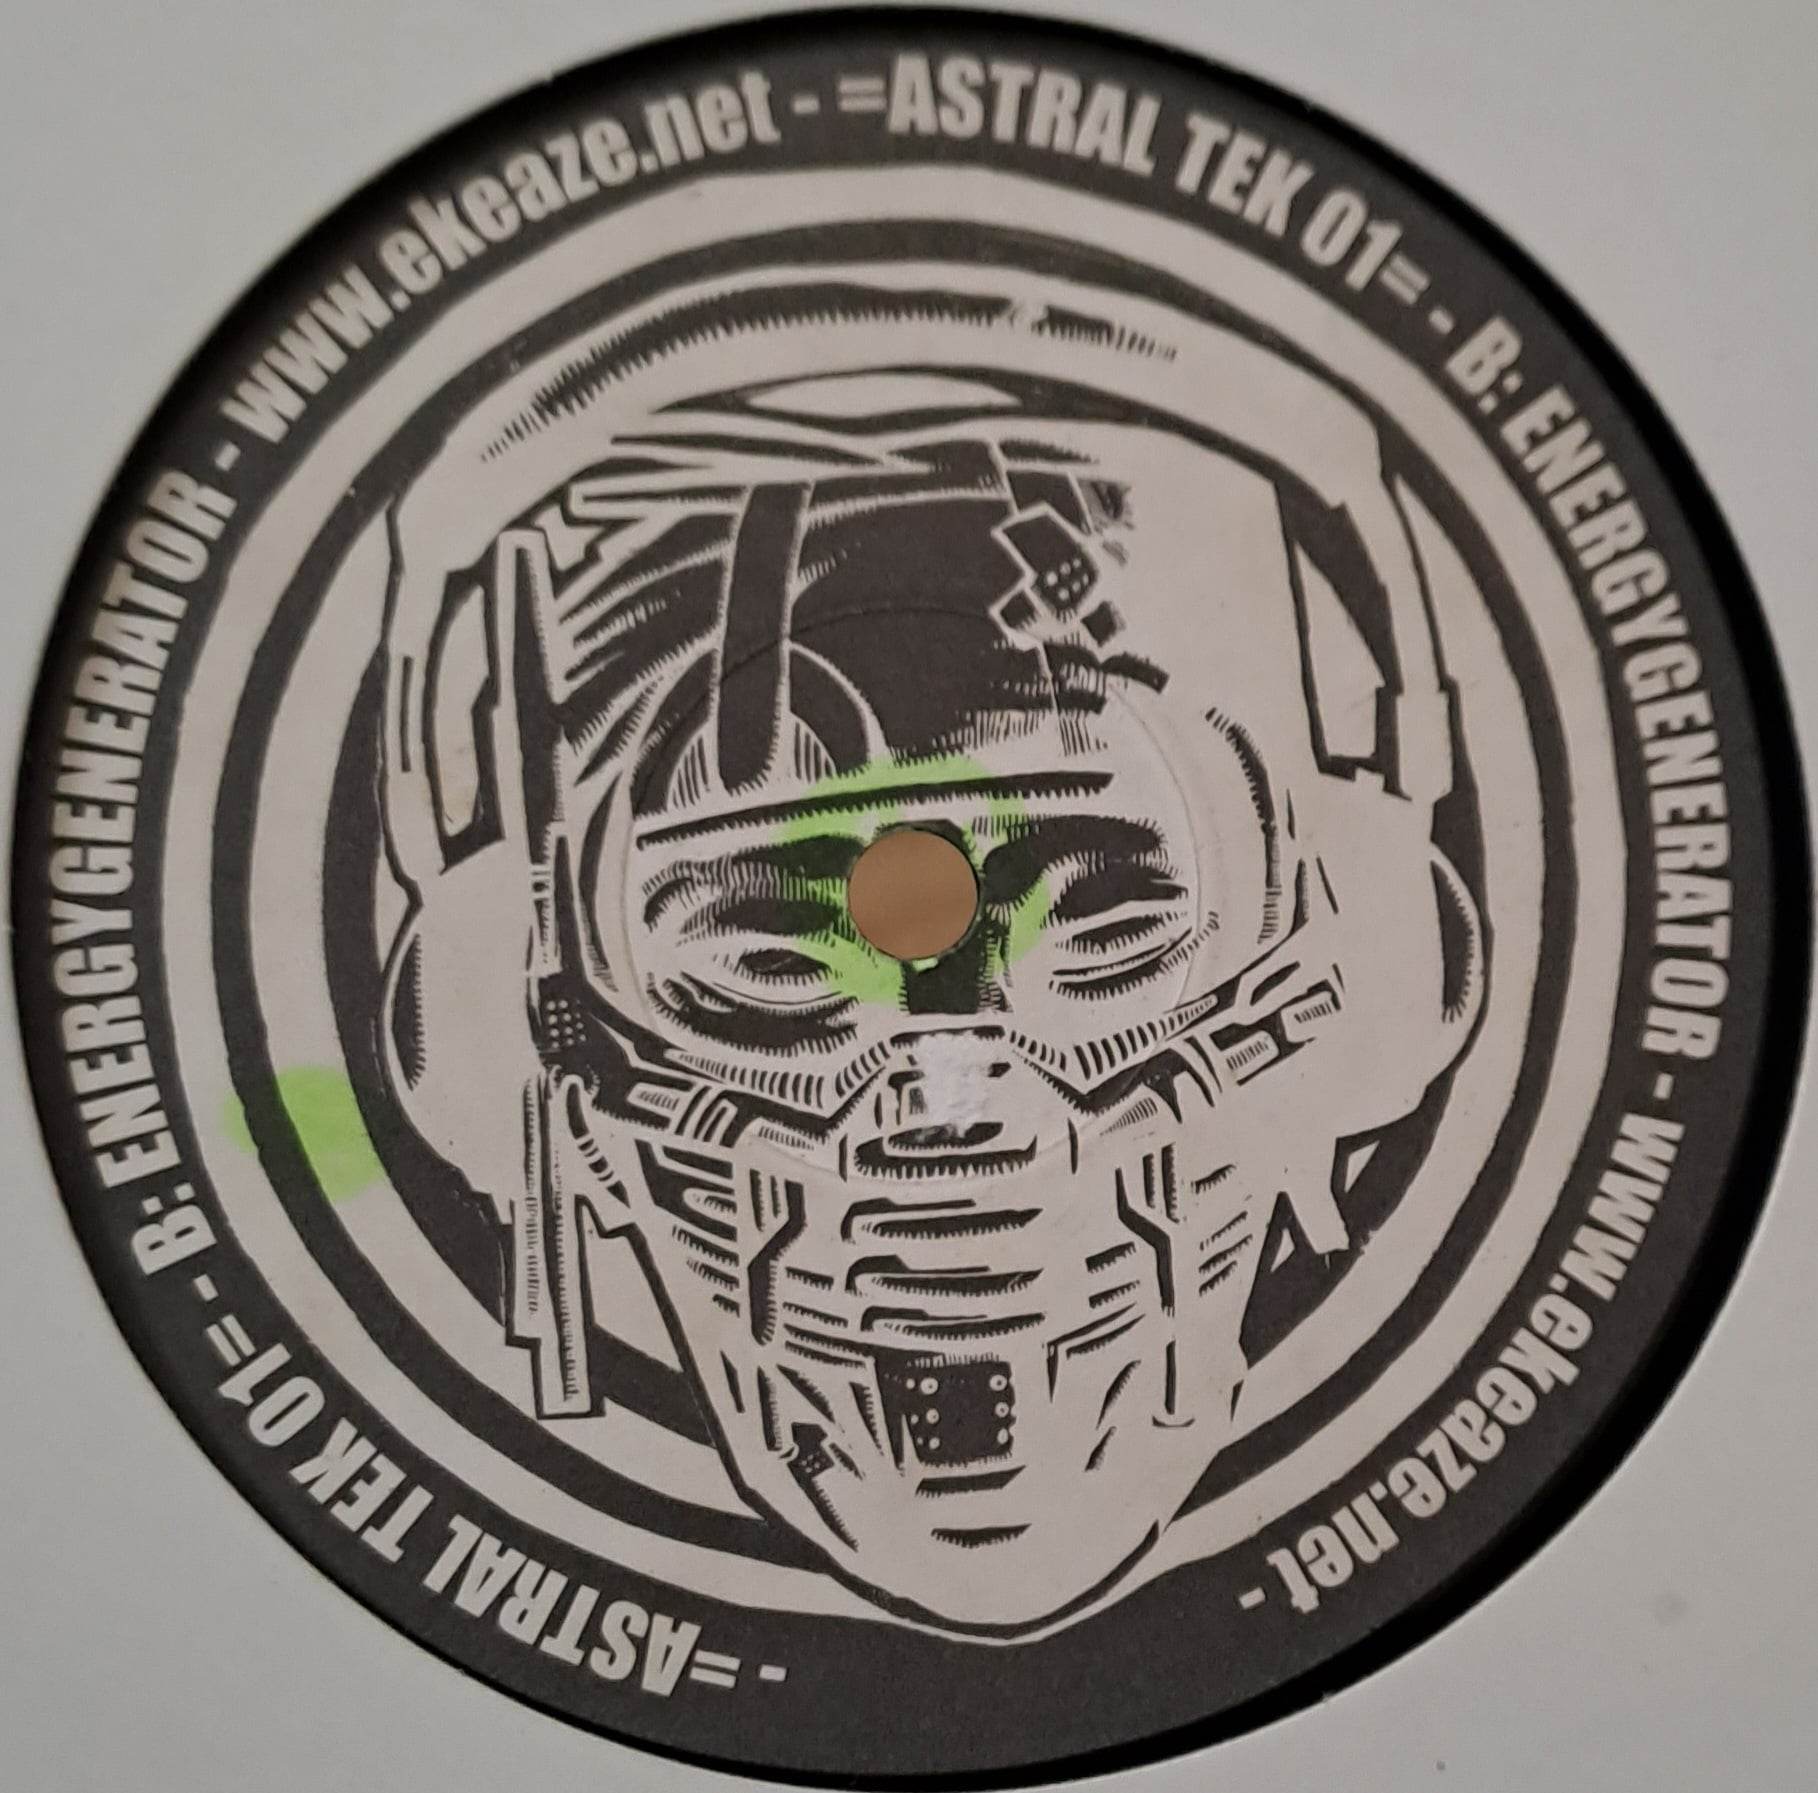 - =ASTRAL TEK 01= - B: ENERGYGENERATOR - www.ekeaze.net - =ASTRAL TEK 01= - B: ENERGYGENERATOR - www.ekeaze.net -